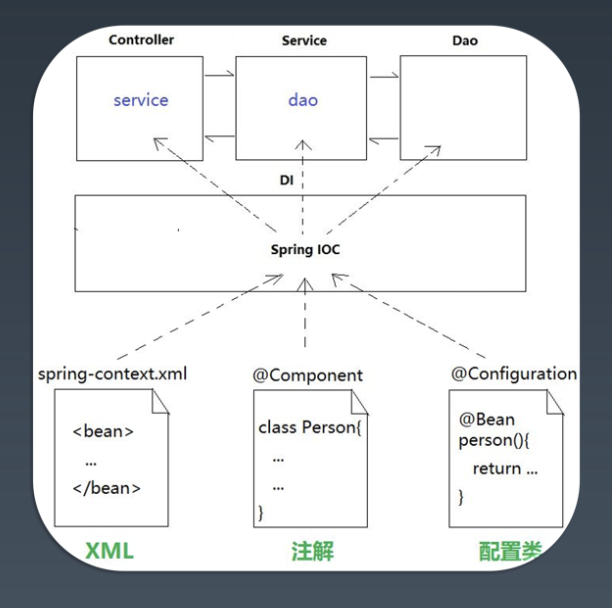 Controller
Service
Dao
service
dao
DI
Spring IOC
spring-context.xml
@Component
@Configuration
<bean>
...
</bean>
class Person{
...
...
}
@Bean
person(){
return ...
}
XML
注解
配置类